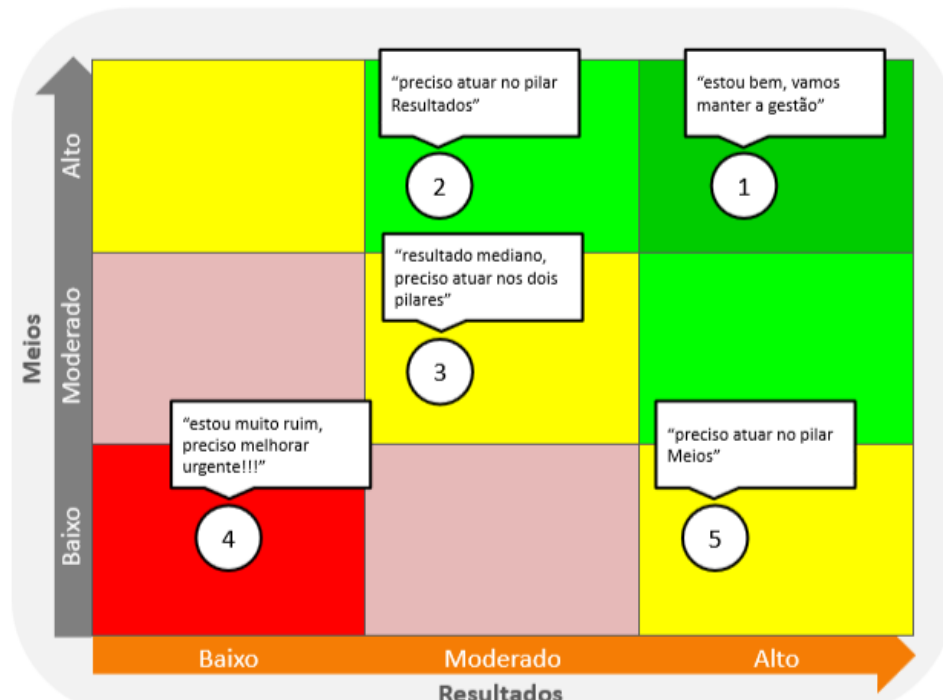 “preciso atuar no pilar
Resultados”
2
“estou bem, vamos
manter a gestão”
1
Alto
“resultado mediano,
preciso atuar nos dois
pilares”
3
Moderado
Meios
“estou muito ruim,
preciso melhorar
urgente!!!”
4
“preciso atuar no pilar
Meios”
5
Baixo
Baixo
Moderado
Alto
Resultados